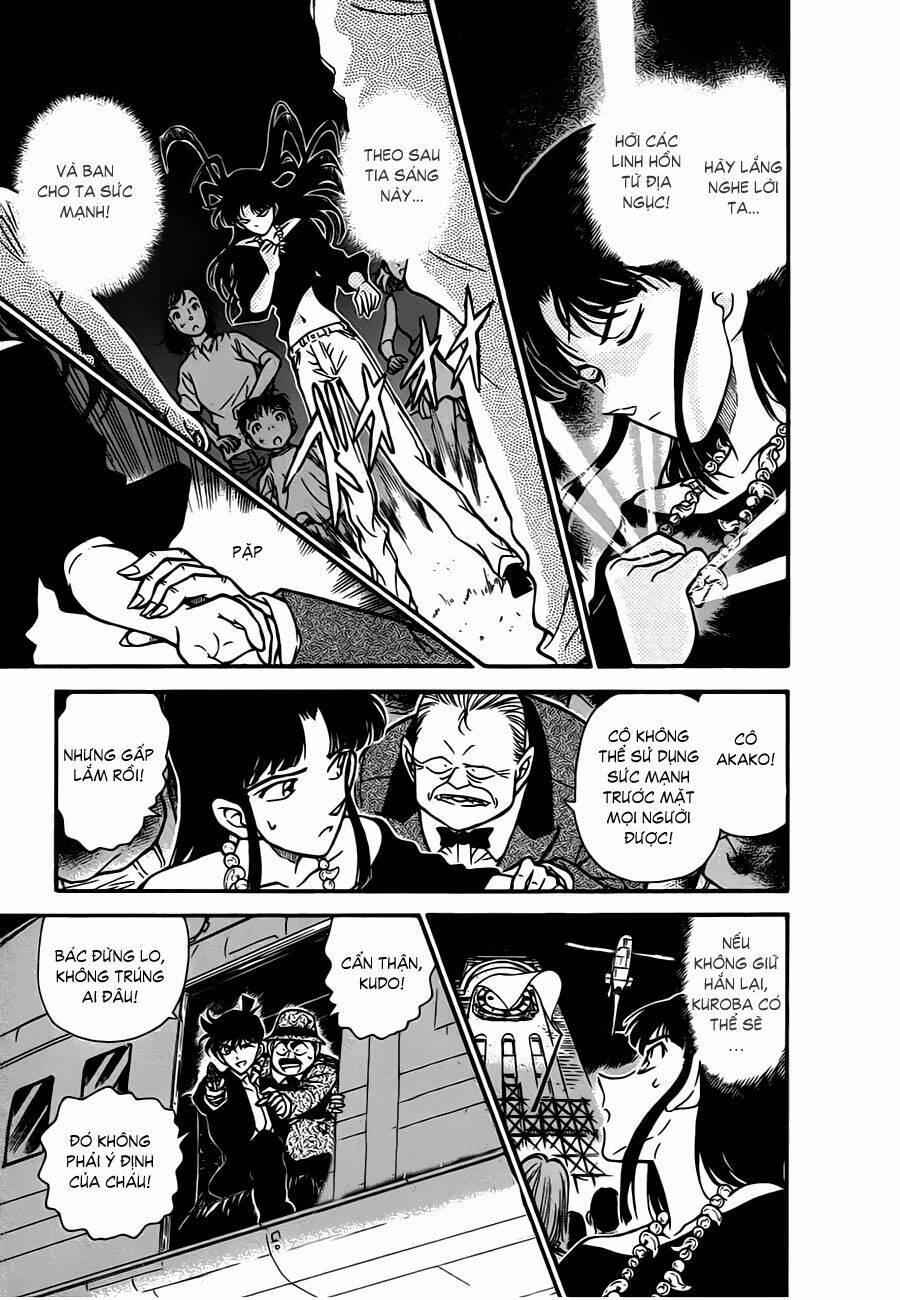 HỠI CÁC
LINH HỒN
TỪ ĐỊA
NGỤC!
HÃY LẮNG
NGHE LỜI
TA...
THEO SAU
TIA SÁNG
NÀY...
VÀ BAN
CHO TA SỨC
MẠNH!
PẶP
CÔ
AKAKO!
CÔ KHÔNG
THỂ SỬ DỤNG
SỨC MẠNH
TRƯỚC MẶT
MỌI NGƯỜI
ĐƯỢC!
NHƯNG GẤP
LẮM RỒI!
NẾU
KHÔNG GIỮ
HẮN LẠI,
KUROBA CÓ
THỂ SẼ
...
CẨN THẬN,
KUDO!
BÁC ĐỪNG LO,
KHÔNG TRÚNG
AI ĐÂU!
ĐÓ KHÔNG
PHẢI Ý ĐỊNH
CỦA CHÁU!